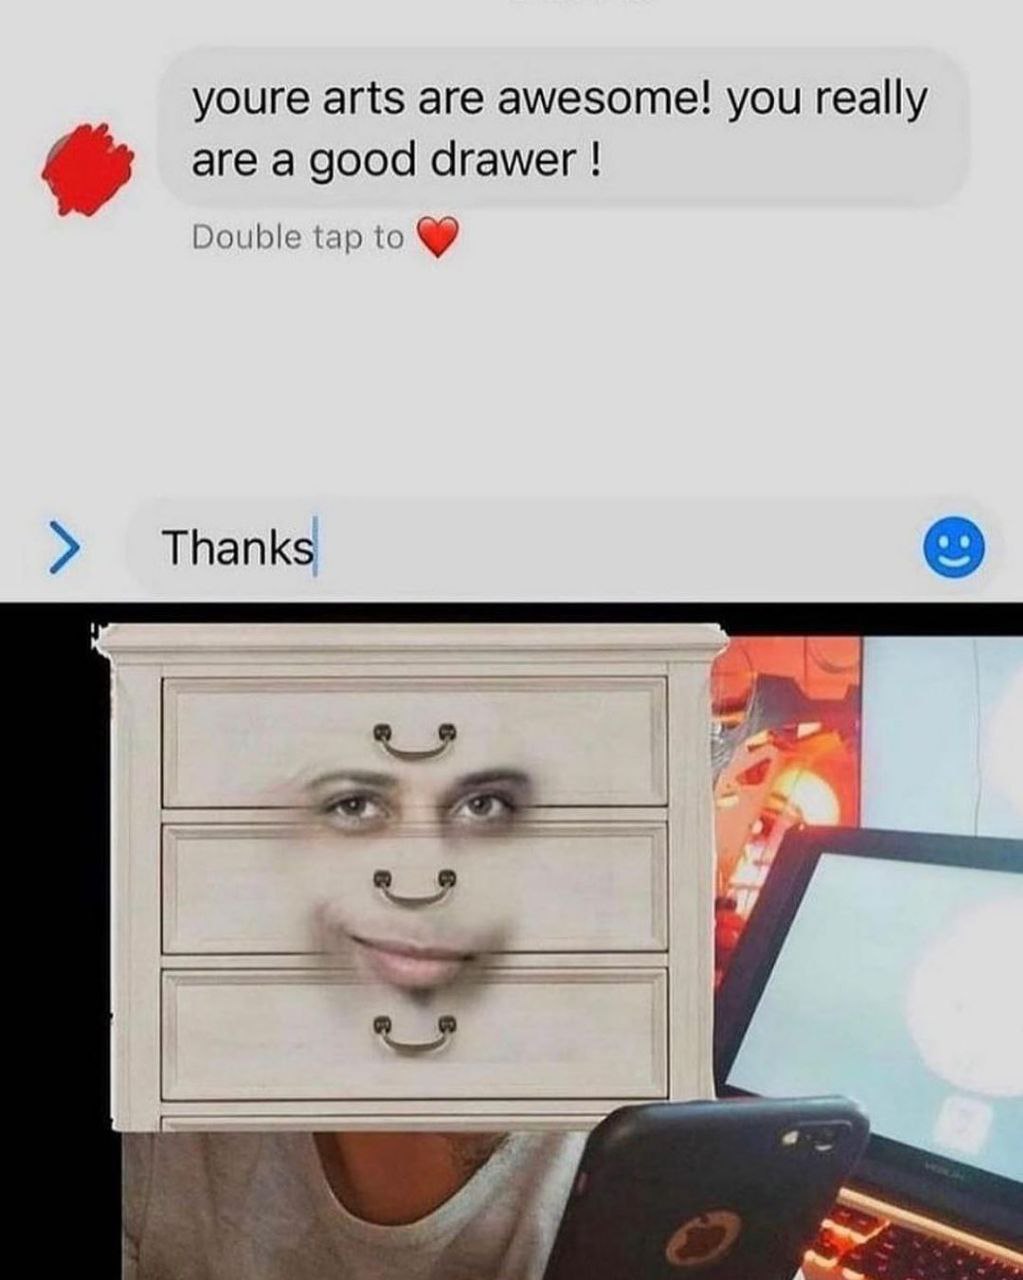 youre arts are awesome! you really
are a good drawer !
Double tap to ❤️
Thanks